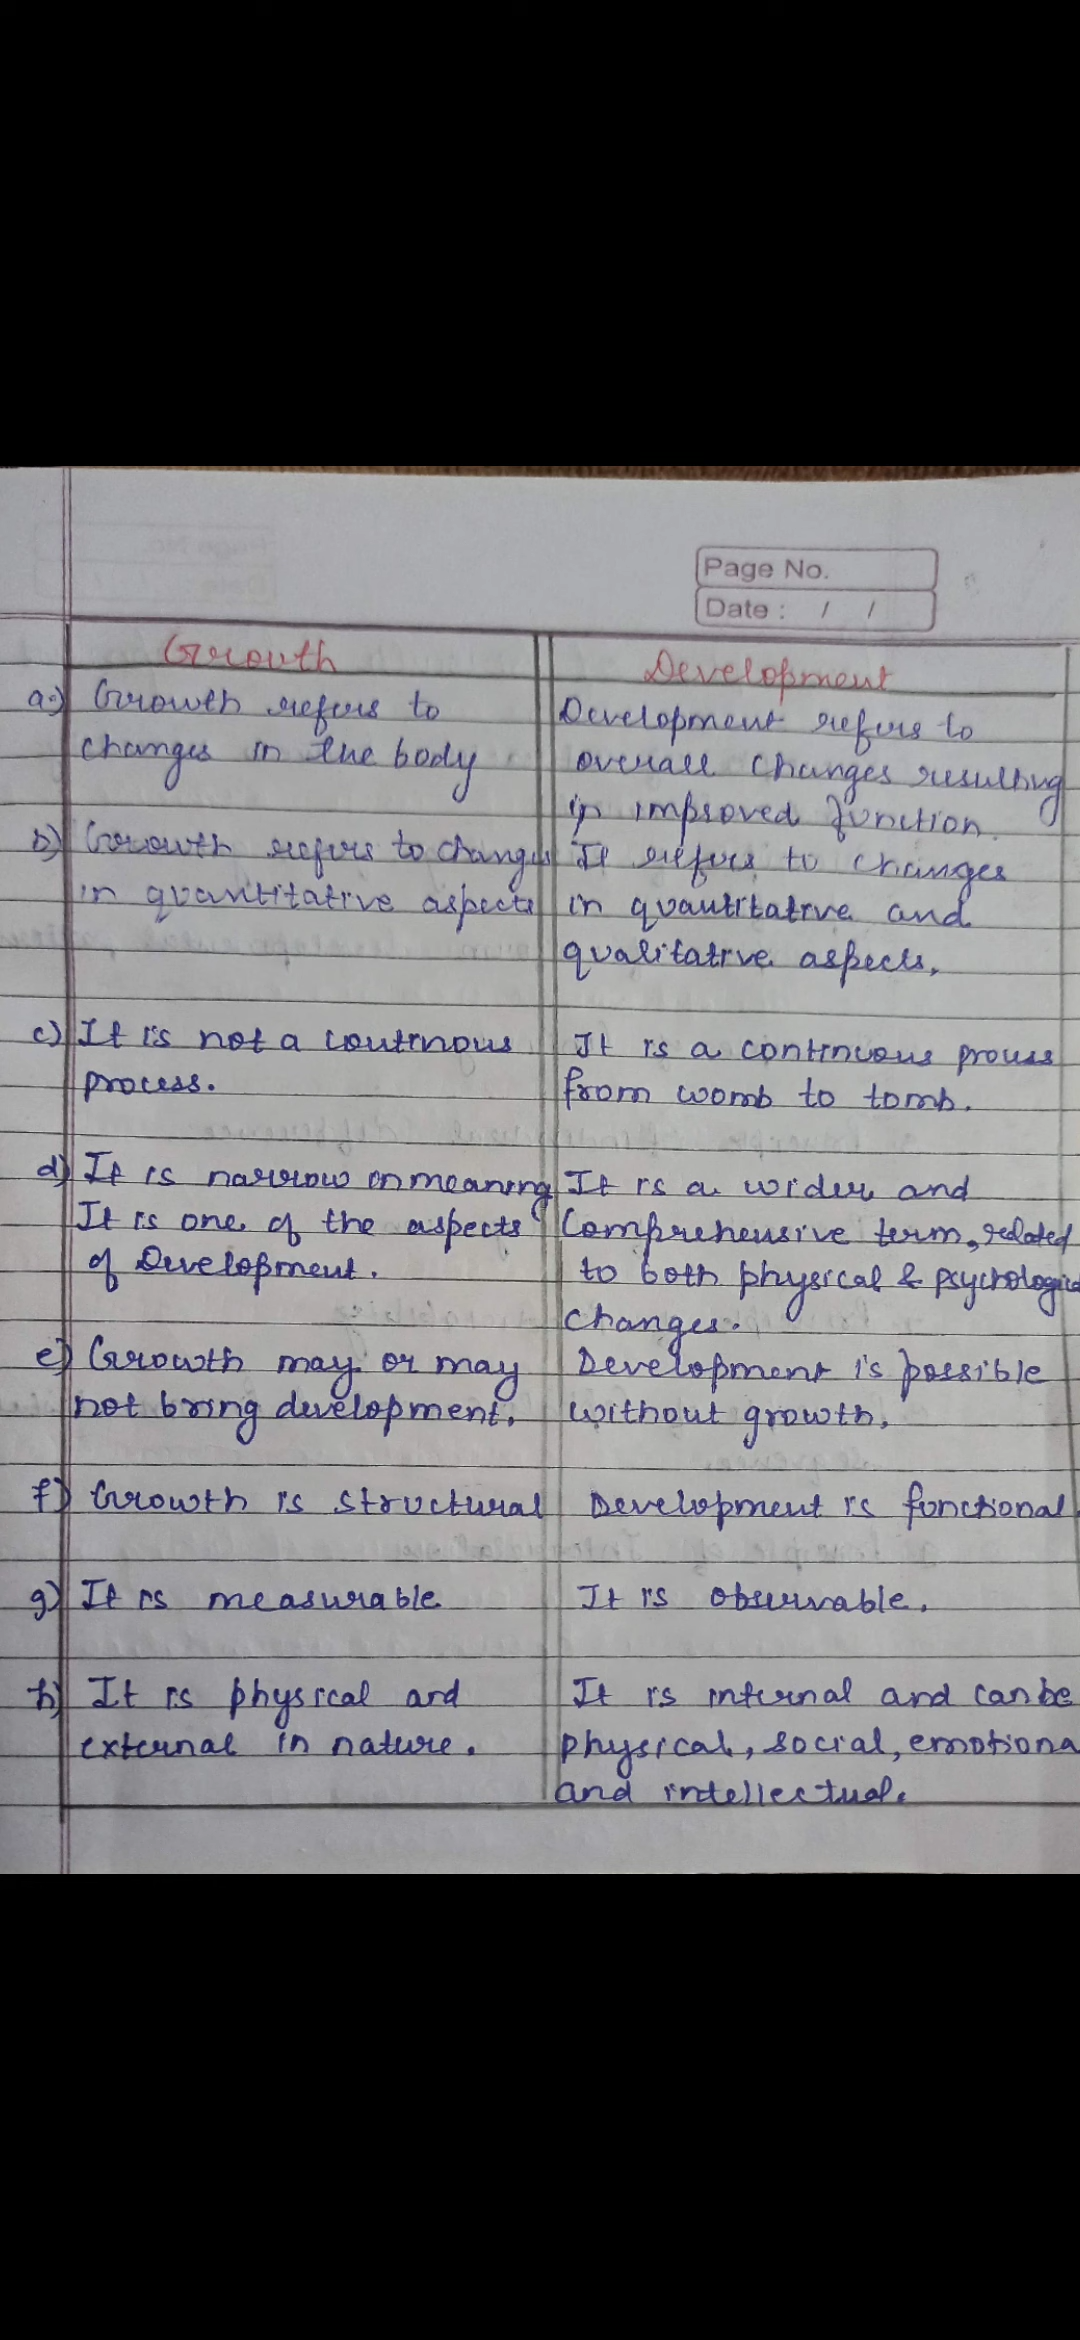 Page No.
Date : / /
Growth
Development
a.) Growth refers to
changes in the body
Development refers to
overall changes resulting
in improved function.
b) Growth refers to changes
in quantitative aspects
It refers to changes
in quantitative and
qualitative aspects.
c) It is not a continous
process.
It is a continuous process
from womb to tomb.
d) It is narrow in meaning
It is one of the aspects
of Development.
It is a wider and
Comprehensive term, related
to both physical & psychologica
changes.
e) Growth may or may
not bring development.
Development is possible
without growth.
f) Growth is structural
Development is functional.
g) It is measurable
It is observable.
h) It is physical and
external in nature.
It is internal and can be
physical, social, emotiona
and intellectual.